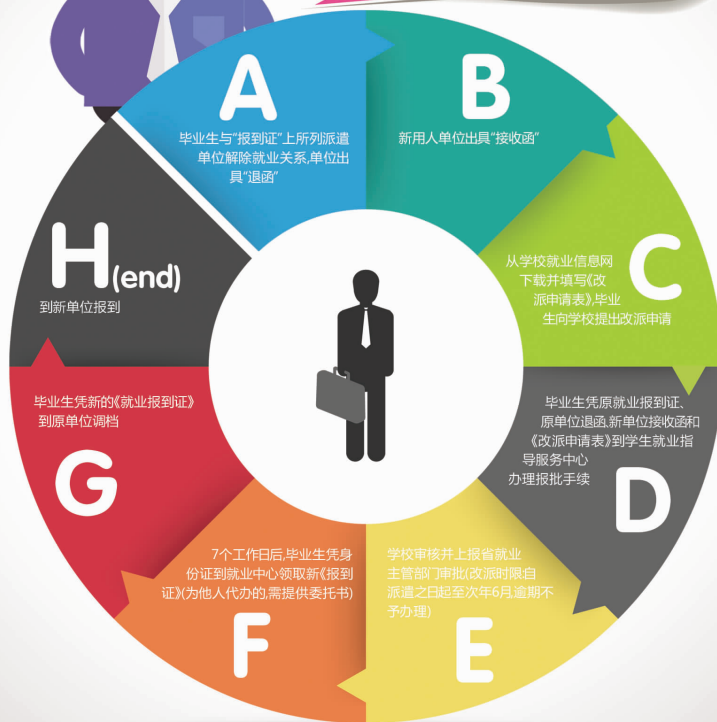 A
毕业生与“报到证”上所列派遣
单位解除就业关系,单位出
具“退函”
B
新用人单位出具“接收函”
C
从学校就业信息网
下载并填写《改
派申请表》,毕业
生向学校提出改派申请
D
毕业生凭原就业报到证、
原单位退函,新单位接收函和
《改派申请表》到学生就业指
导服务中心
办理报批手续
E
学校审核并上报省就业
主管部门审批(改派时限:自
派遣之日起至次年6月,逾期不
予办理)
F
7个工作日后,毕业生凭身
份证到就业中心领取新《报到
证》(为他人代办的,需提供委托书)
G
毕业生凭新的《就业报到证》
到原单位调档
H(end)
到新单位报到